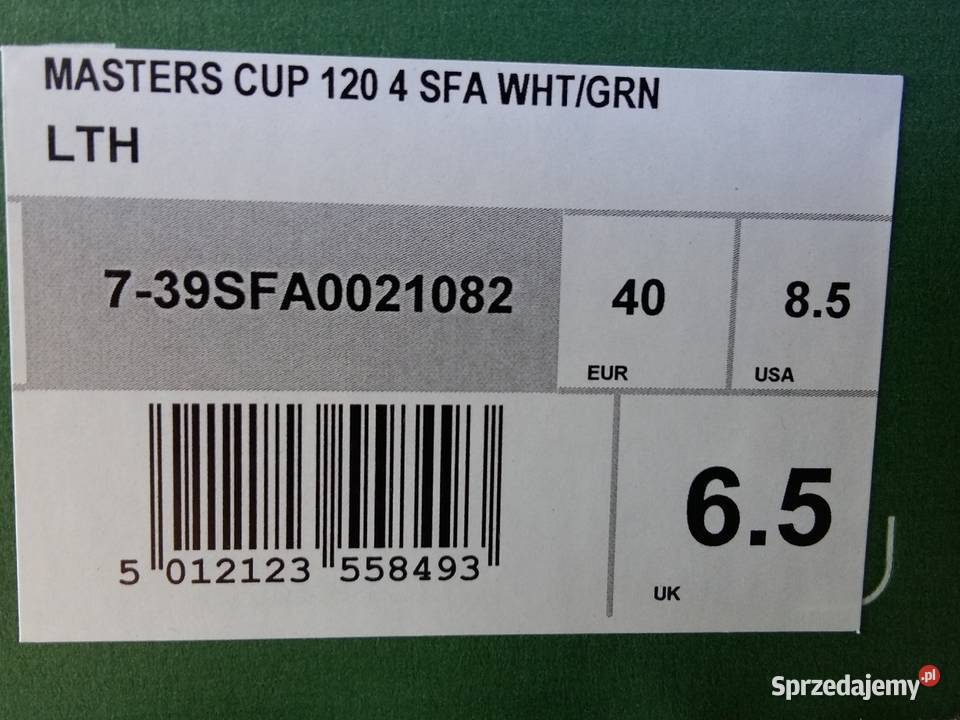 MASTERS CUP 120 4 SFA WHT/GRN
LTH
7-39SFA0021082
40
EUR
8.5
USA
5 012123 558493
6.5
UK
Sprzedajemy.pl